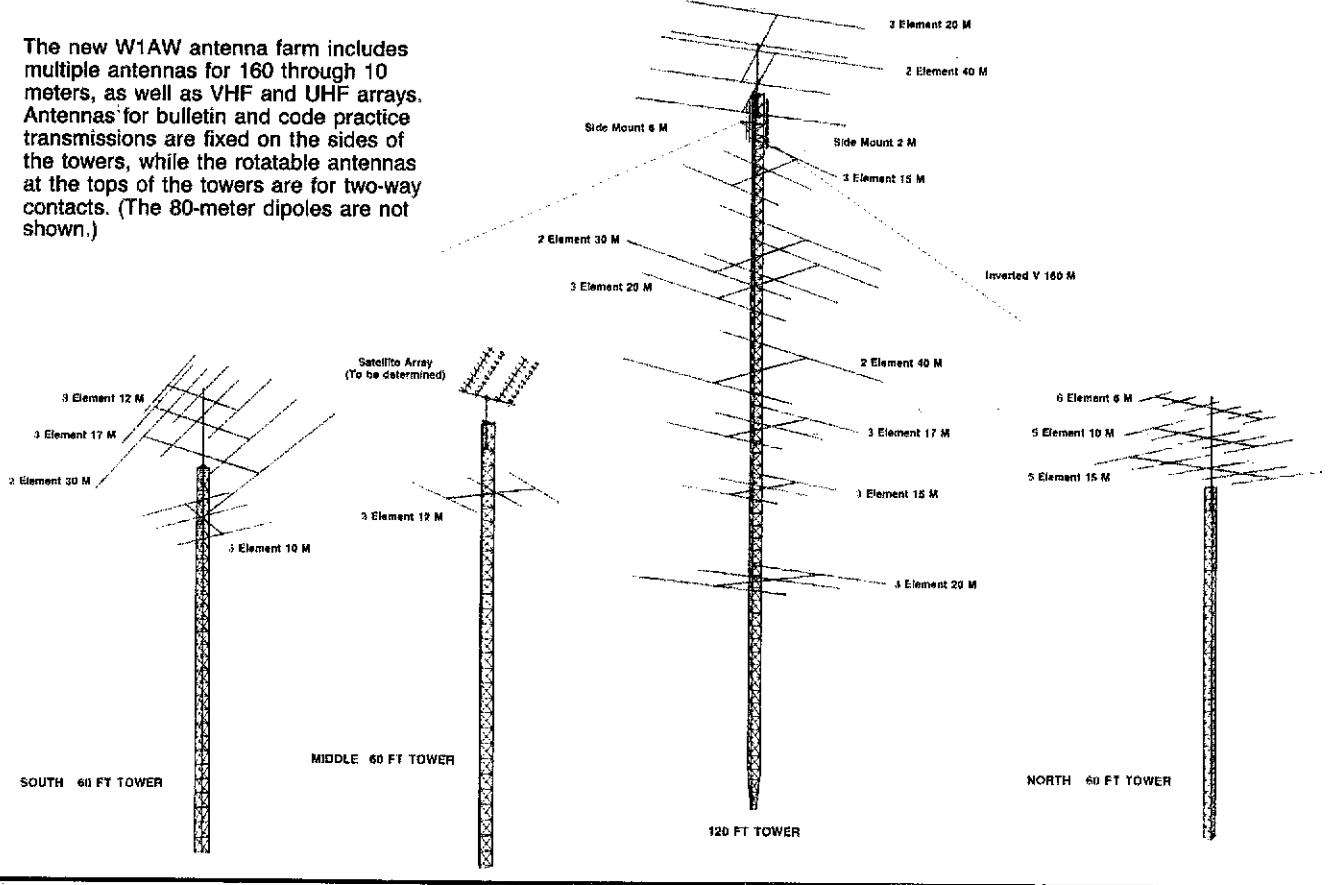 The new W1AW antenna farm includes
multiple antennas for 160 through 10
meters, as well as VHF and UHF arrays.
Antennas for bulletin and code practice
transmissions are fixed on the sides of
the towers, while the rotatable antennas
at the tops of the towers are for two-way
contacts. (The 80-meter dipoles are not
shown.)
3 Element 20 M
2 Element 40 M
Side Mount 6 M
Side Mount 2 M
3 Element 15 M
2 Element 30 M
3 Element 20 M
Inverted V 160 M
2 Element 40 M
3 Element 17 M
3 Element 15 M
3 Element 20 M
120 FT TOWER
3 Element 12 M
3 Element 17 M
2 Element 30 M
Element 10 M
SOUTH 60 FT TOWER
Satellite Array
(To be determined)
3 Element 12 M
MIDDLE 60 FT TOWER
6 Element 6 M
5 Element 10 M
5 Element 15 M
NORTH 60 FT TOWER